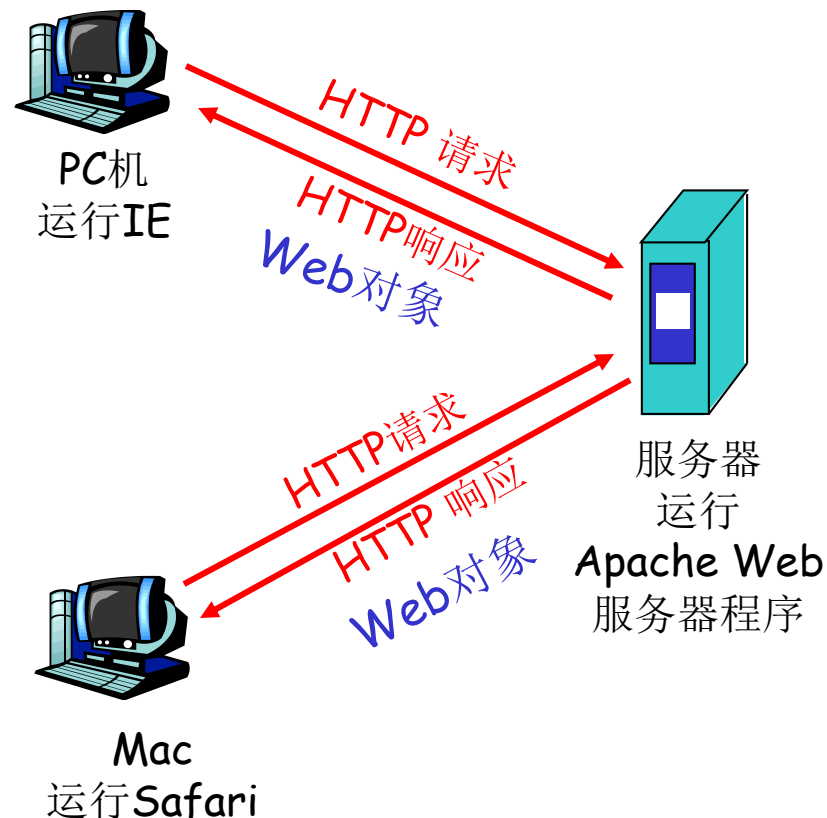 HTTP 请求
PC机
运行IE
HTTP响应
Web对象
HTTP请求
服务器
运行
Apache Web
服务器程序
HTTP 响应
Web对象
Mac
运行Safari